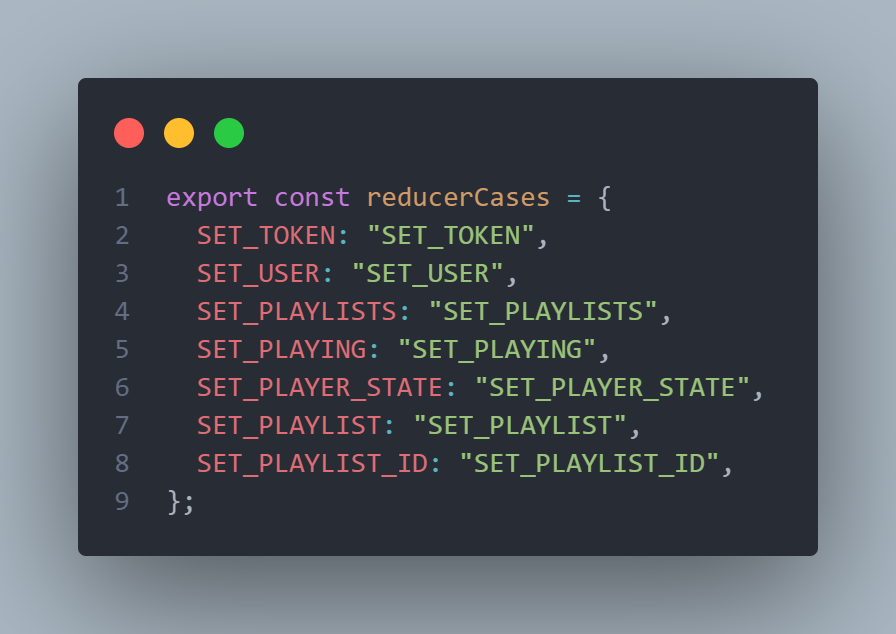 1 export const reducerCases = {
2   SET_TOKEN: "SET_TOKEN",
3   SET_USER: "SET_USER",
4   SET_PLAYLISTS: "SET_PLAYLISTS",
5   SET_PLAYING: "SET_PLAYING",
6   SET_PLAYER_STATE: "SET_PLAYER_STATE",
7   SET_PLAYLIST: "SET_PLAYLIST",
8   SET_PLAYLIST_ID: "SET_PLAYLIST_ID",
9 };